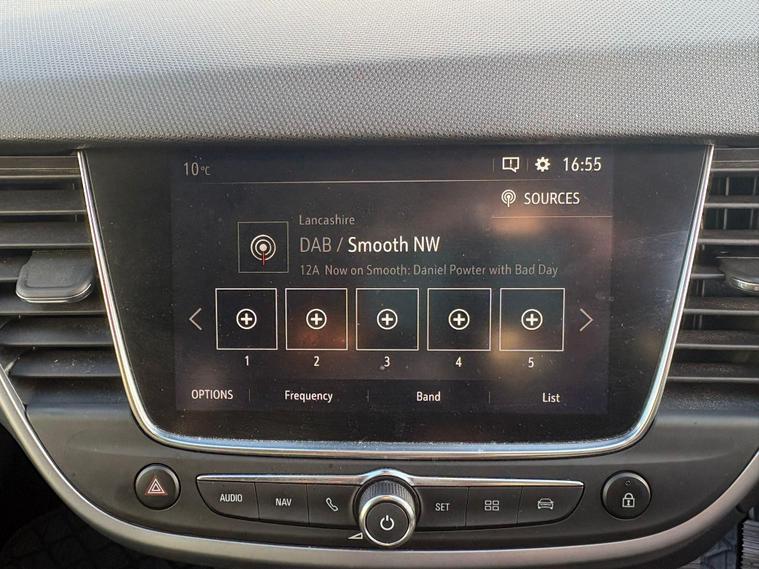 10°C
16:55
SOURCES
Lancashire
DAB / Smooth NW
12A Now on Smooth: Daniel Powter with Bad Day
1 2 3 4 5
OPTIONS Frequency Band List
AUDIO NAV SET